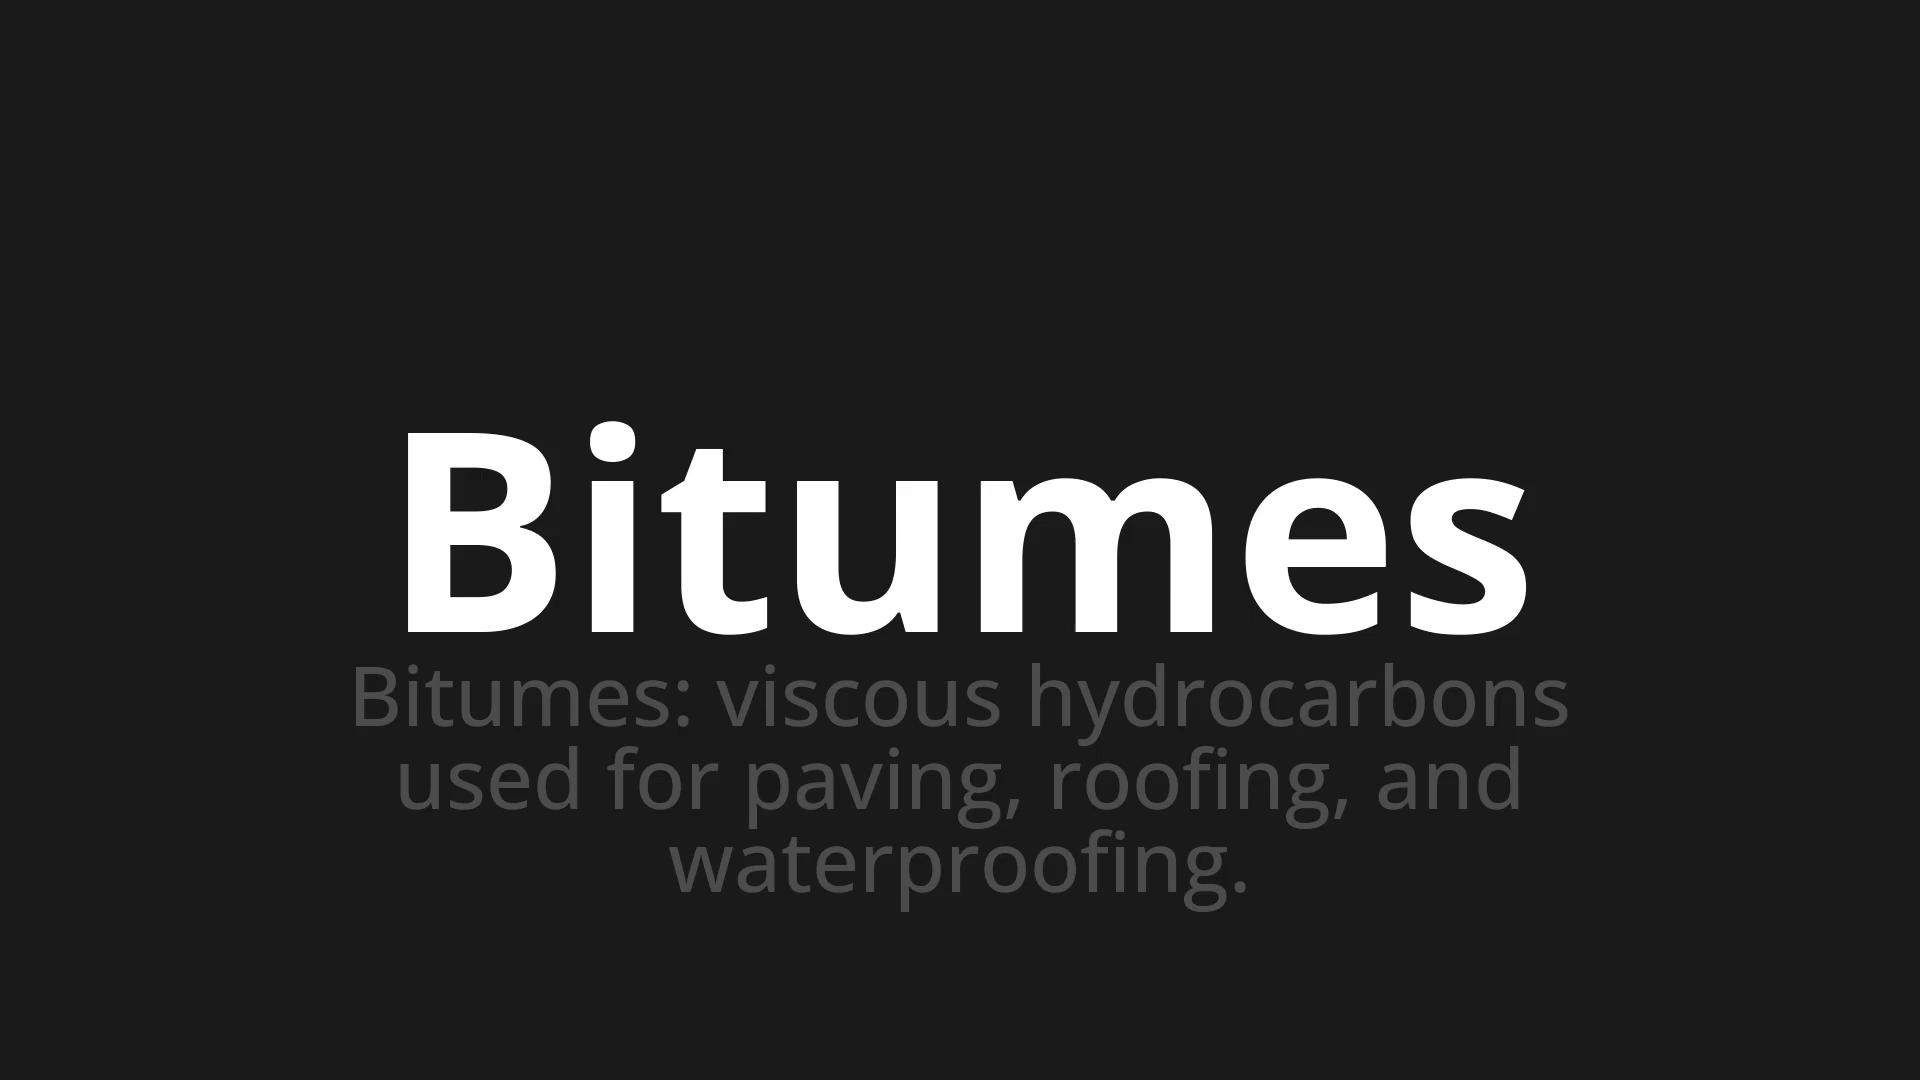 Bitumes
Bitumes: viscous hydrocarbons
used for paving, roofing, and
waterproofing.